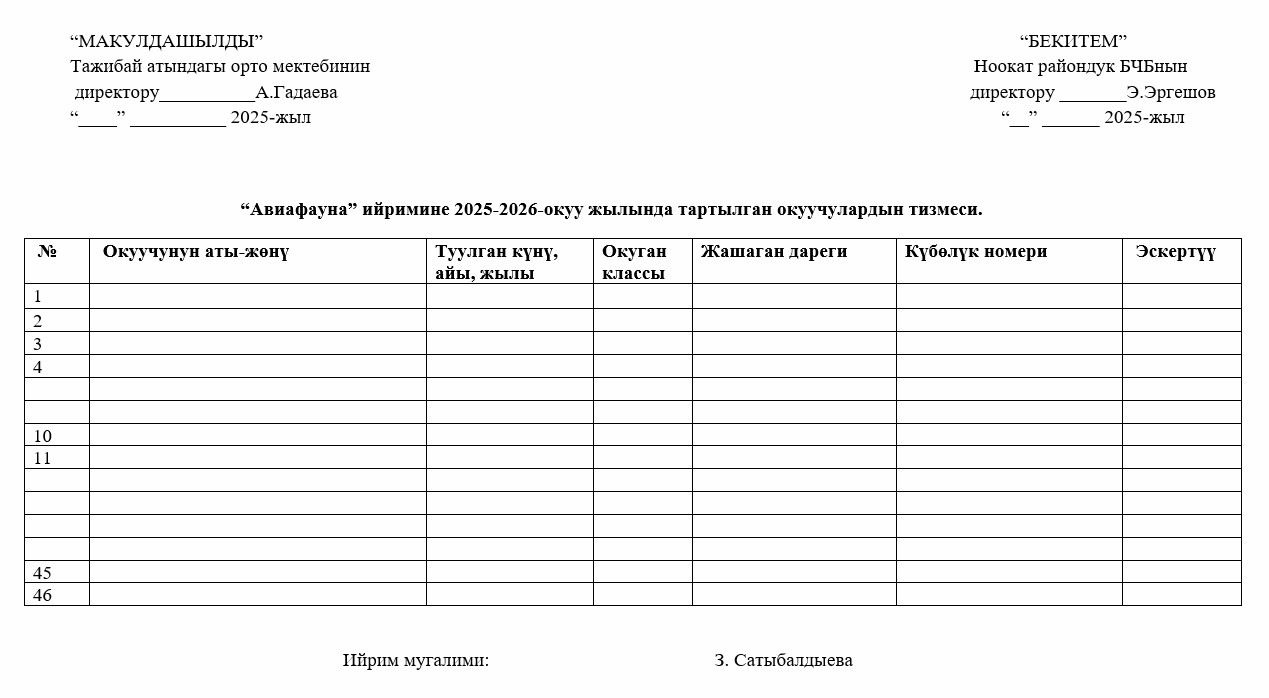 “МАКУЛДАШЫЛДЫ” “БЕКИТЕМ”
Тажибай атындагы орто мектебинин Ноокат райондук БЧБнын
директору__________А.Гадаева директору _______Э.Эргешов
“____” __________ 2025-жыл “__” ______ 2025-жыл
“Авиафауна” ийримине 2025-2026-окуу жылында тартылган окуучулардын тизмеси.
№ Окуучунун аты-жөнү Туулган күнү, айы, жылы Окуган классы Жашаган дареги Күбөлүк номери Эскертүү
1
2
3
4
10
11
45
46
Ийрим мугалими: З. Сатыбалдыева